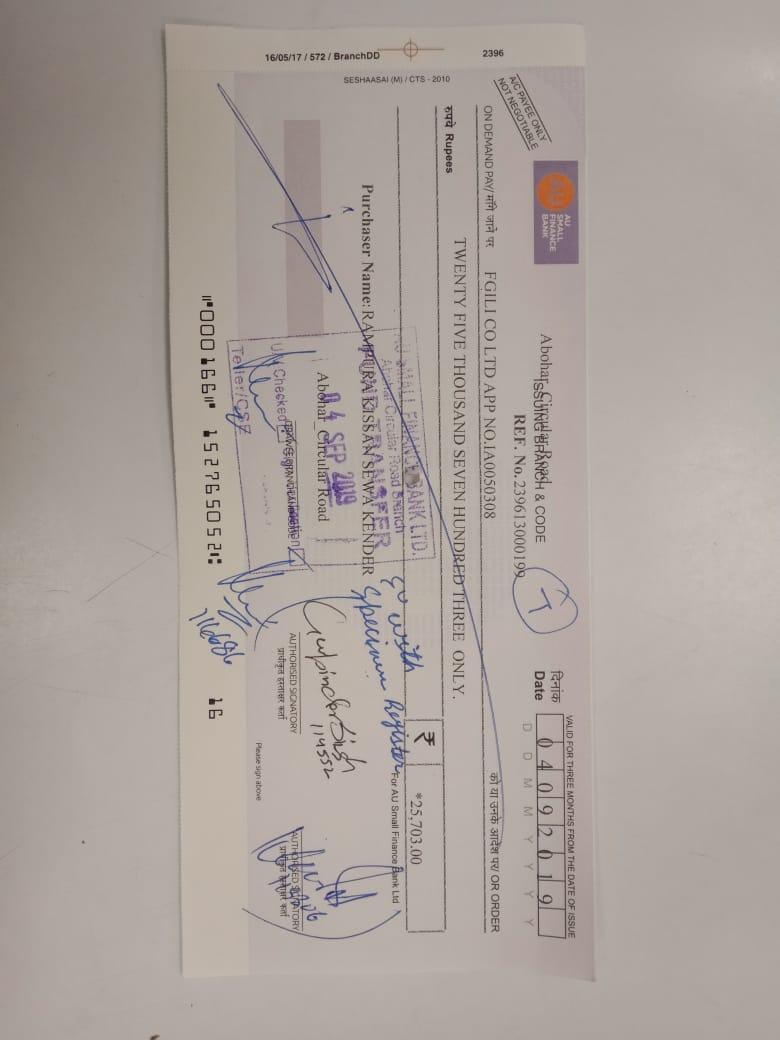 16/05/17 / 572 / BranchDD
2396
SESHAASAI (M) / CTS - 2010
A/C PAYEE ONLY
NOT NEGOTIABLE
AU
SMALL
FINANCE
BANK
Abohar_Circular Road
ISSUING BRANCH & CODE
REF. No.239613000199
T
VALID FOR THREE MONTHS FROM THE DATE OF ISSUE
दिनांक
Date
0 4 0 9 2 0 1 9
D D M M Y Y Y Y
ON DEMAND PAY/ माँगे जाने पर FGILI CO LTD APP NO.IA0050308
को या उनके आदेश पर/ OR ORDER
रुपये Rupees TWENTY FIVE THOUSAND SEVEN HUNDRED THREE ONLY.
₹ *25,703.00
AU SMALL FINANCE BANK LTD.
Abohar Circular Road Branch
TRANSFER
Purchaser Name:RAMPURA KISSAN SEWA KENDER
04 SEP 2019
Abohar_Circular Road
Teller/CSZ
SV with
Specimen Register
For AU Small Finance Bank Ltd
Gulpinder Singh
114552
AUTHORISED SIGNATORY
प्राधिकृत हस्ताक्षर कर्ता
AUTHORISED SIGNATORY
प्राधिकृत हस्ताक्षर कर्ता
Please sign above
⑈000166⑈ 152765052⑆ 16